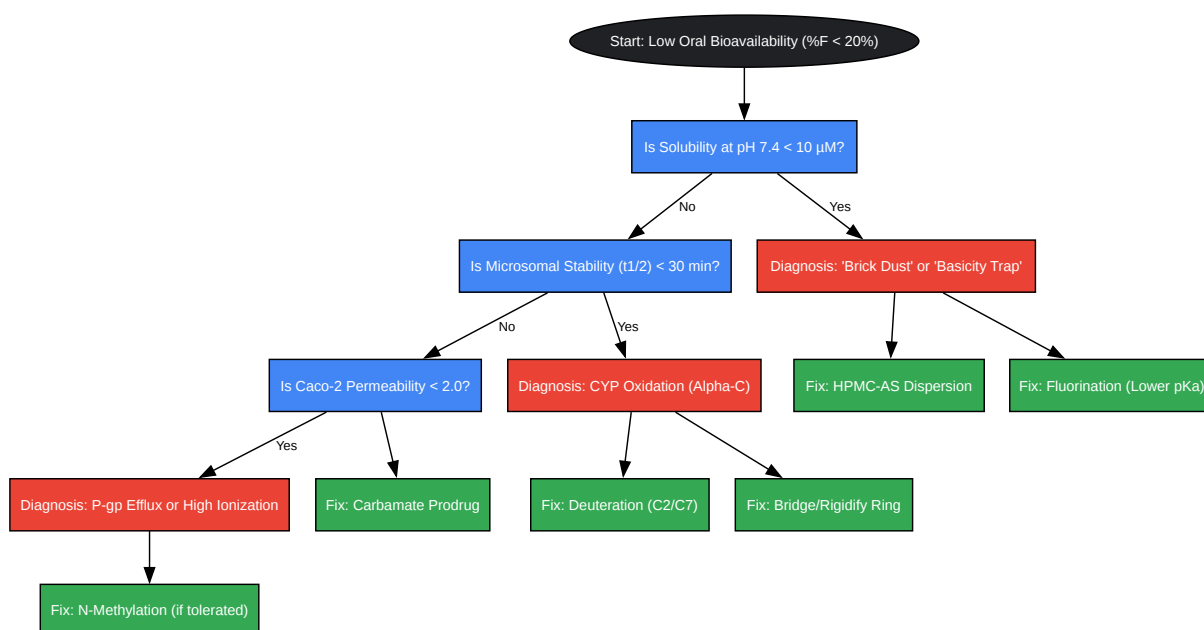 Start: Low Oral Bioavailability (%F < 20%)
Is Solubility at pH 7.4 < 10 µM?
No
Yes
Is Microsomal Stability (t1/2) < 30 min?
Diagnosis: 'Brick Dust' or 'Basicity Trap'
No
Yes
Is Caco-2 Permeability < 2.0?
Diagnosis: CYP Oxidation (Alpha-C)
Fix: HPMC-AS Dispersion
Fix: Fluorination (Lower pKa)
Yes
Diagnosis: P-gp Efflux or High Ionization
Fix: Carbamate Prodrug
Fix: Deuteration (C2/C7)
Fix: Bridge/Rigidify Ring
Fix: N-Methylation (if tolerated)